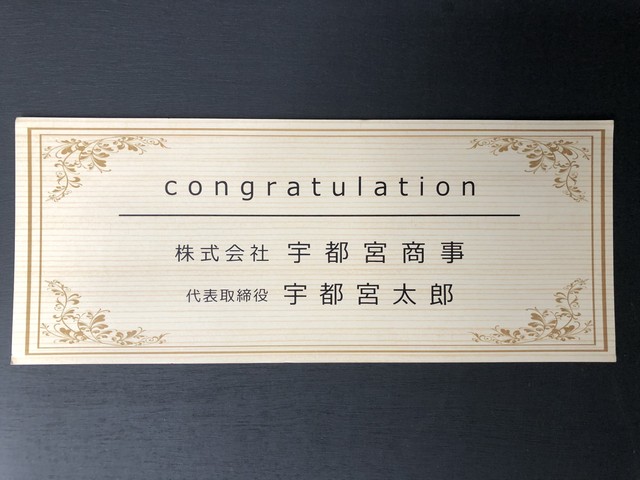 congratulation
株式会社 宇都宮商事
代表取締役 宇都宮太郎